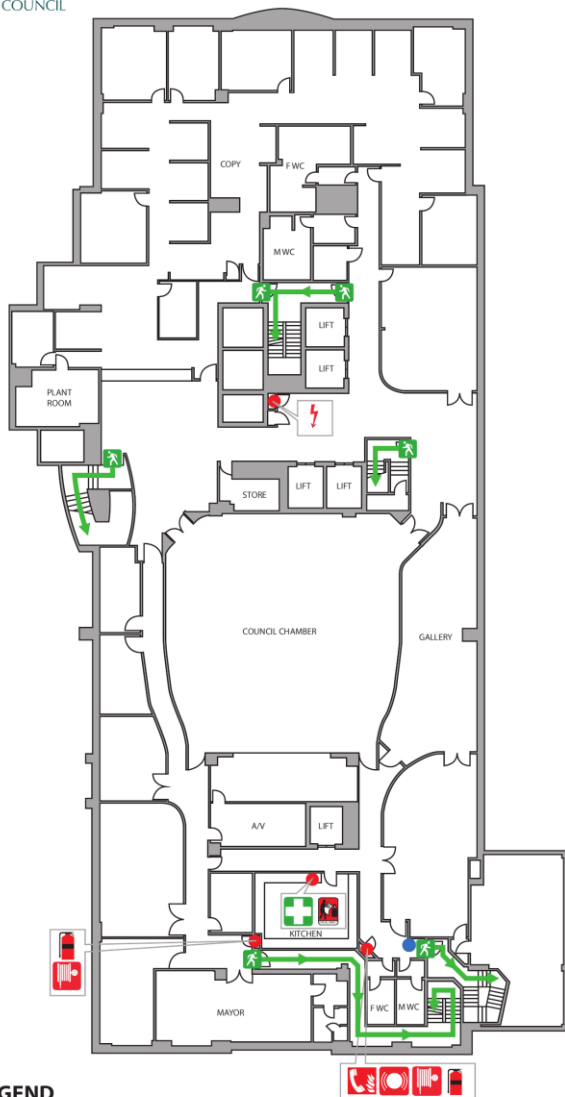 COUNCIL
COPY
F WC
M WC
LIFT
LIFT
PLANT
ROOM
STORE
LIFT
LIFT
COUNCIL CHAMBER
GALLERY
A/V
LIFT
KITCHEN
MAYOR
F WC
M WC
GEND